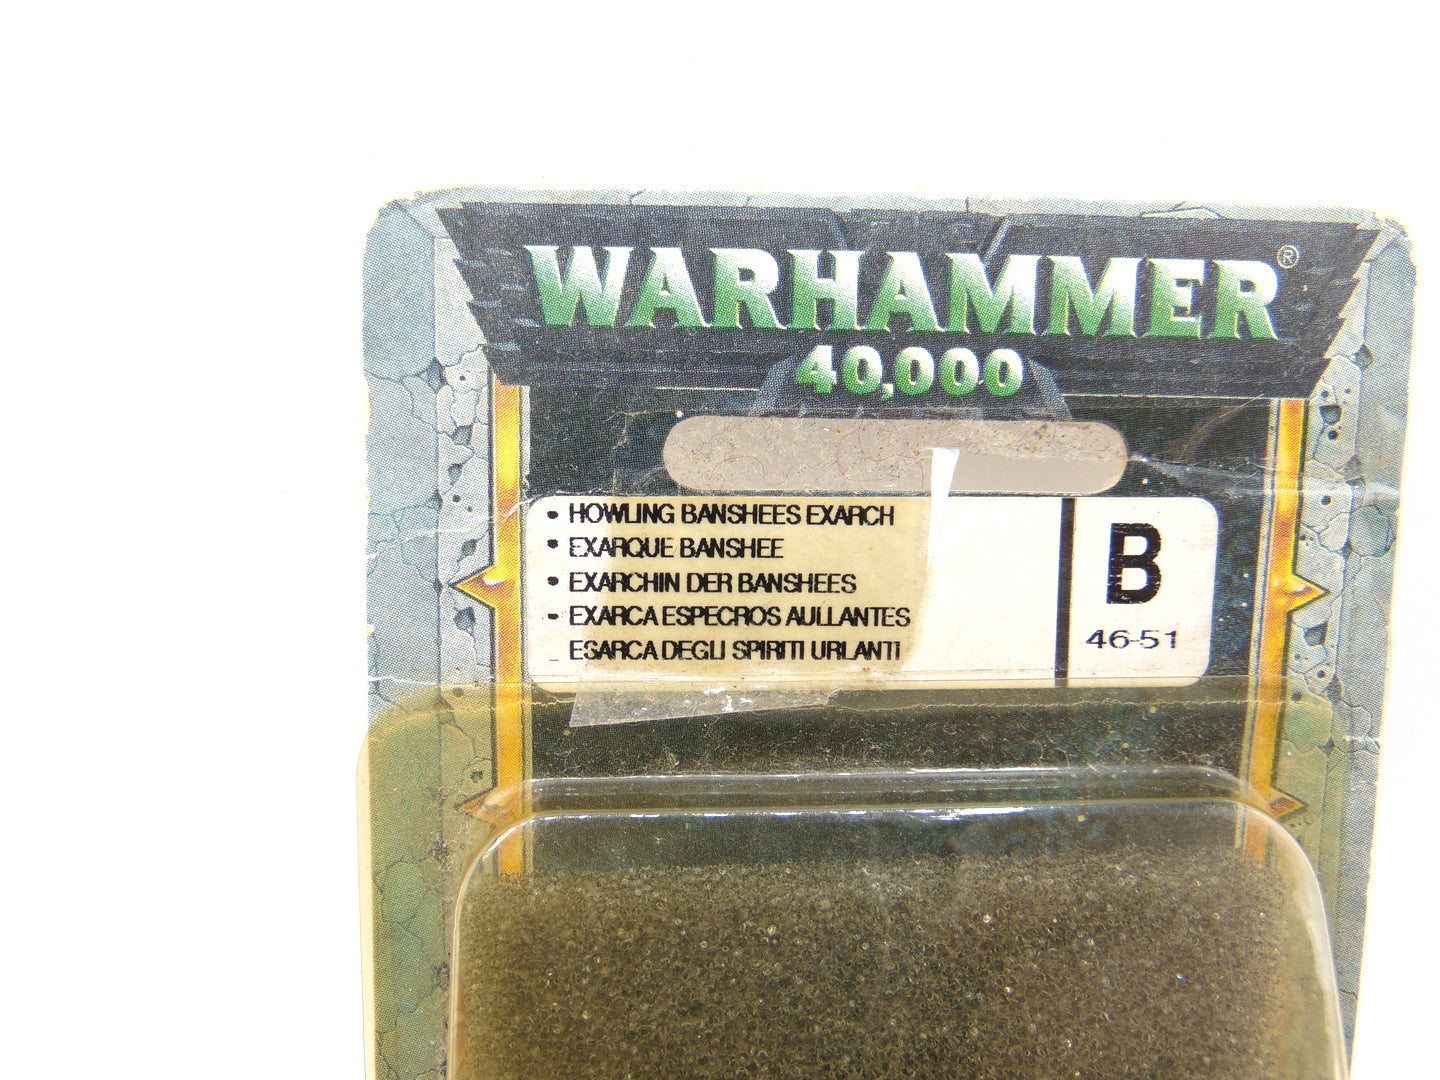 WARHAMMER®
40,000
• HOWLING BANSHEES EXARCH
• EXARQUE BANSHEE
• EXARCHIN DER BANSHEES
- EXARCA ESPECROS AULLANTES
_ ESARCA DEGLI SPIRITI URLANTI
B
46-51